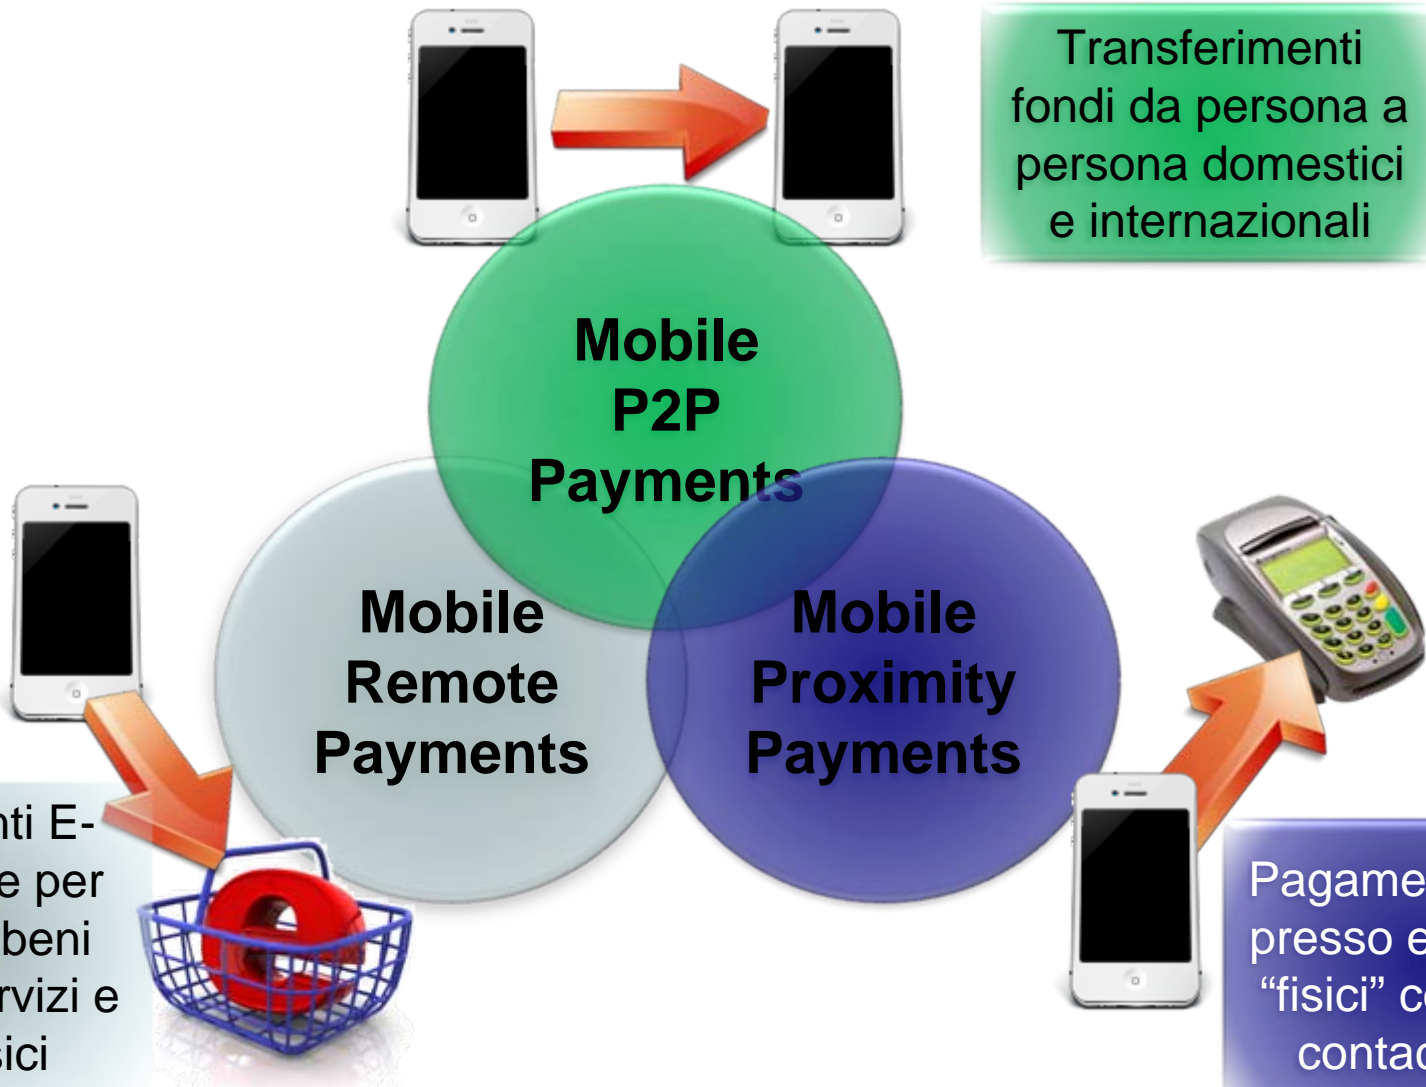 Transferimenti
fondi da persona a
persona domestici
e internazionali
Mobile
P2P
Payments
Mobile
Remote
Payments
Mobile
Proximity
Payments
E-
per
beni
e
Pagame
presso
“fisici”